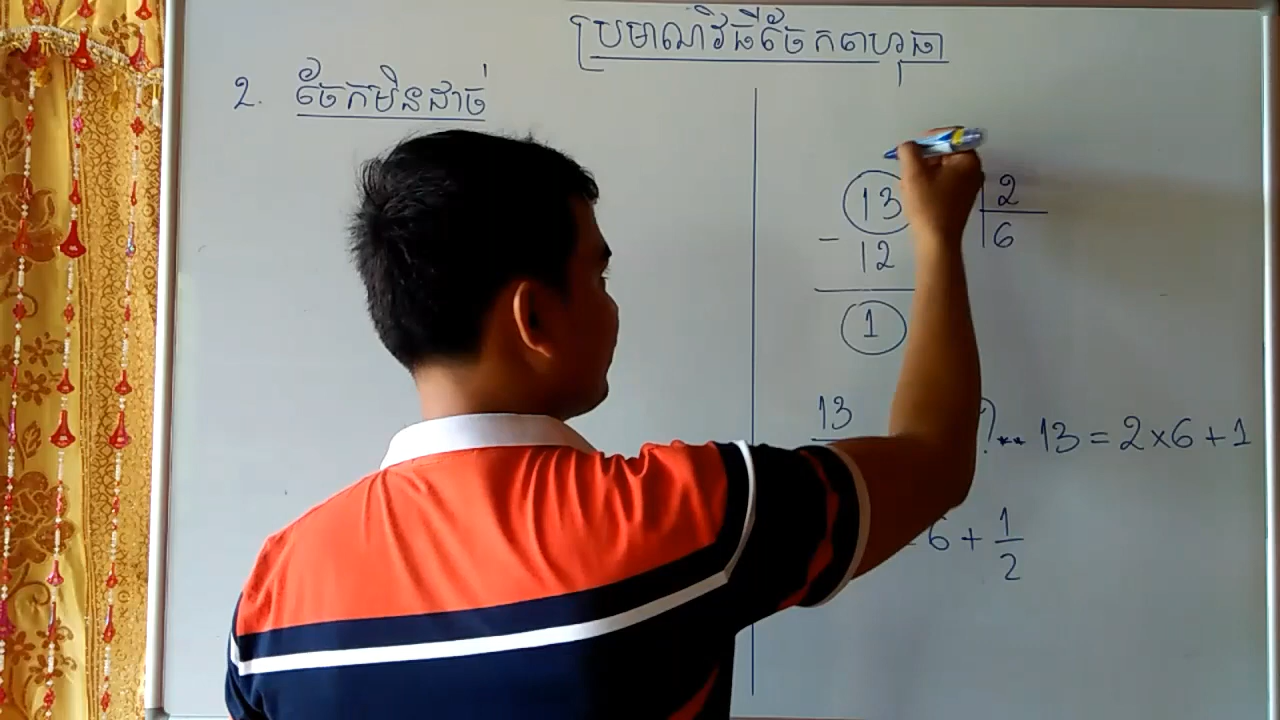 ប្រមាណវិធីចែកពហុធា
2. ចែកមិនដាច់
13 2
- 12 6
1
13 ?** 13 = 2×6 + 1
6 + 1/2